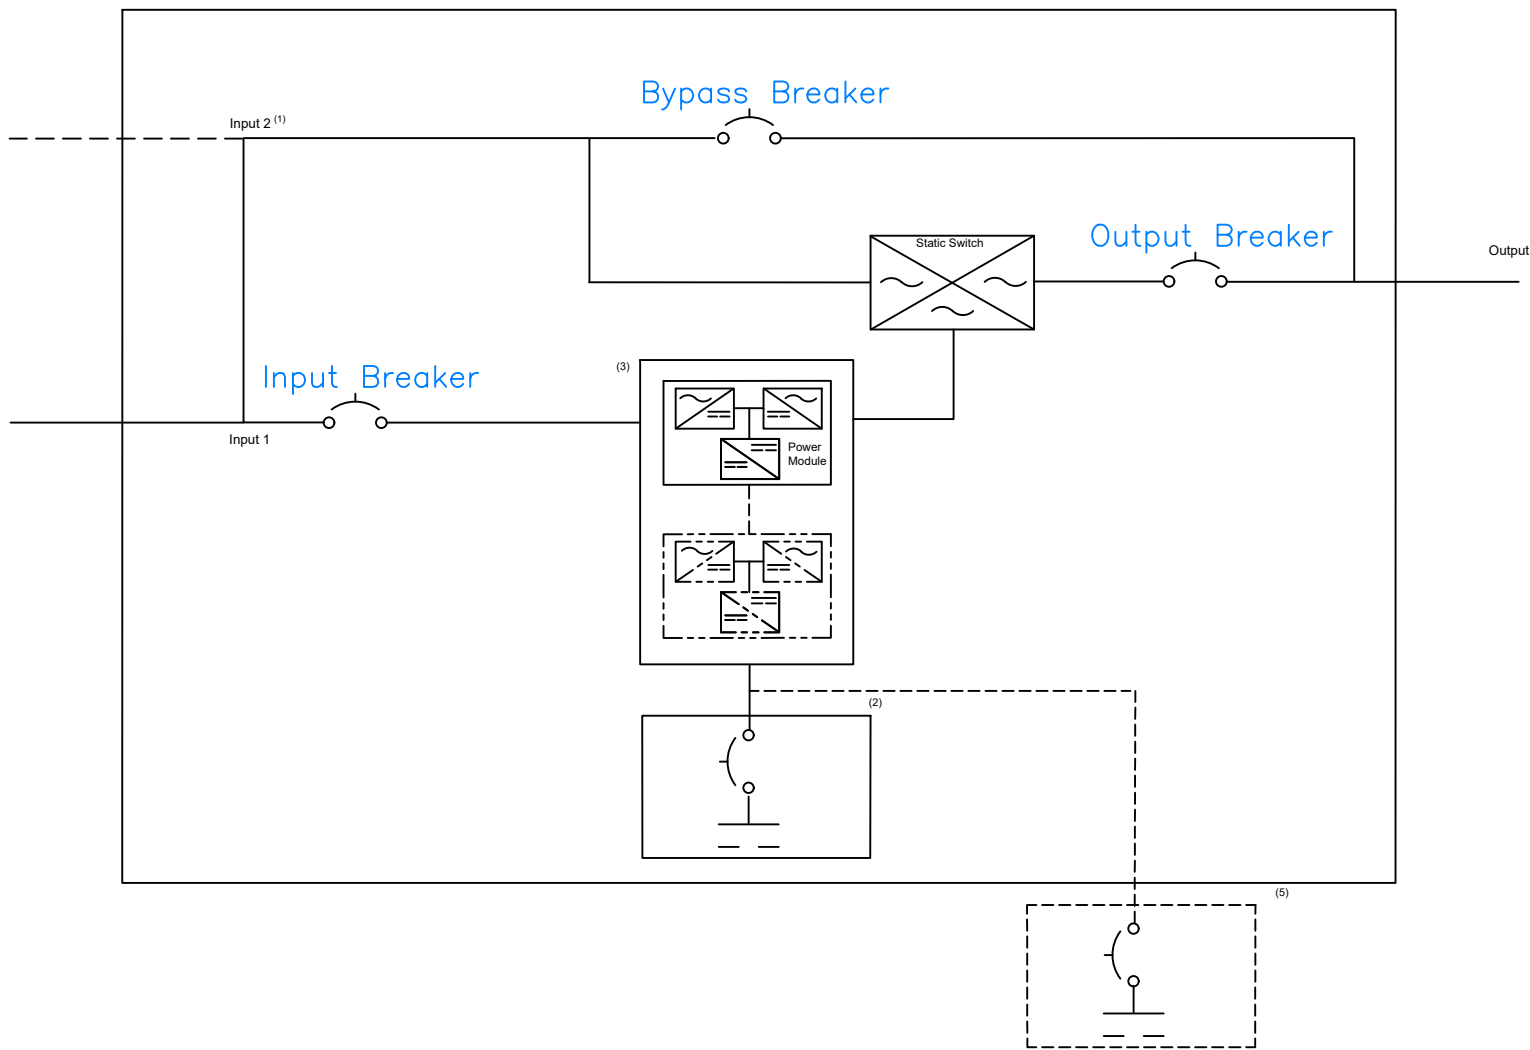 Bypass Breaker
Input 2 (1)
Static Switch
Output Breaker
Output
(3)
Input Breaker
Input 1
Power
Module
(2)
(5)